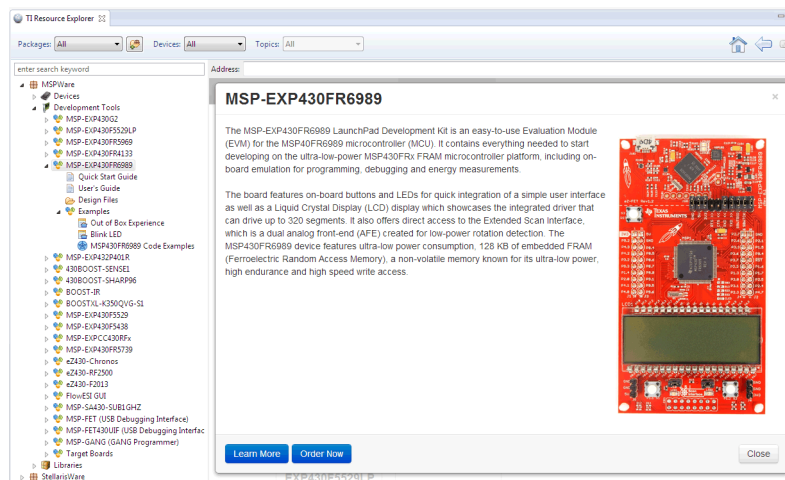 TI Resource Explorer
Packages: All Devices: All Topics: All
enter search keyword
Address:
MSPWare
Devices
Development Tools
MSP-EXP430G2
MSP-EXP430F5529LP
MSP-EXP430FR5969
MSP-EXP430FR4133
MSP-EXP430FR6989
Quick Start Guide
User's Guide
Design Files
Examples
Out of Box Experience
Blink LED
MSP430FR6989 Code Examples
MSP-EXP432P401R
430BOOST-SENSE1
430BOOST-SHARP96
BOOST-IR
BOOSTXL-K350QVG-S1
MSP-EXP430F5529
MSP-EXP430F5438
MSP-EXPCC430RFx
MSP-EXP430FR5739
eZ430-Chronos
eZ430-RF2500
eZ430-F2013
FlowESI GUI
MSP-SA430-SUB1GHZ
MSP-FET (USB Debugging Interface)
MSP-FET430UIF (USB Debugging Interfac
MSP-GANG (GANG Programmer)
Target Boards
Libraries
StellarisWare
MSP-EXP430FR6989
The MSP-EXP430FR6989 LaunchPad Development Kit is an easy-to-use Evaluation Module
(EVM) for the MSP40FR6989 microcontroller (MCU). It contains everything needed to start
developing on the ultra-low-power MSP430FRx FRAM microcontroller platform, including on-
board emulation for programming, debugging and energy measurements.
The board features on-board buttons and LEDs for quick integration of a simple user interface
as well as a Liquid Crystal Display (LCD) display which showcases the integrated driver that
can drive up to 320 segments. It also offers direct access to the Extended Scan Interface,
which is a dual analog front-end (AFE) created for low-power rotation detection. The
MSP430FR6989 device features ultra-low power consumption, 128 KB of embedded FRAM
(Ferroelectric Random Access Memory), a non-volatile memory known for its ultra-low power,
high endurance and high speed write access.
TEXAS
INSTRUMENTS
Learn More
Order Now
Close
EXP430F5529LP